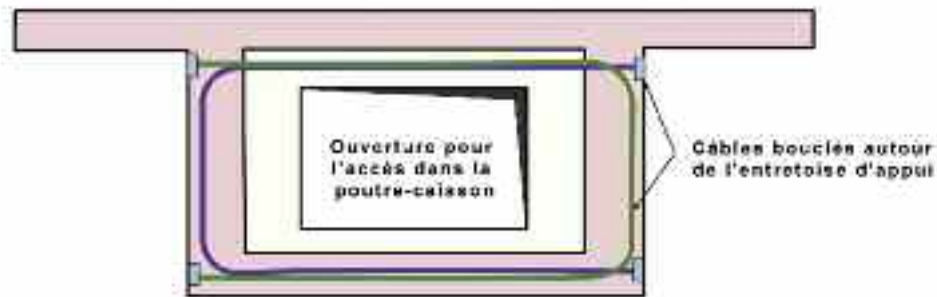 Ouverture pour
l'accès dans la
poutre-caisson
Câbles bouclés autour
de l'entretoise d'appui